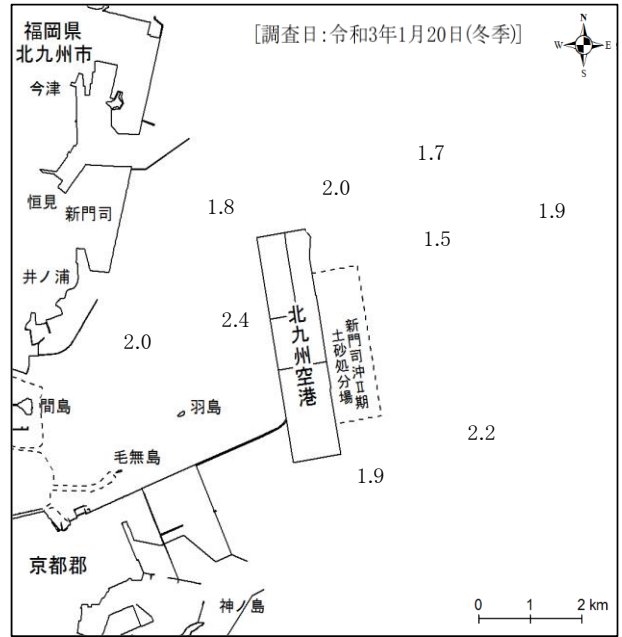 福岡県
北九州市
[調査日:令和3年1月20日(冬季)]
N
W
E
S
今津
1.7
2.0
恒見
新門司
1.8
1.9
1.5
井ノ浦
2.4
2.0
北九州空港
新門司沖Ⅱ期
土砂処分場
間島
羽島
2.2
毛無島
1.9
京都郡
神ノ島
0 1 2 km